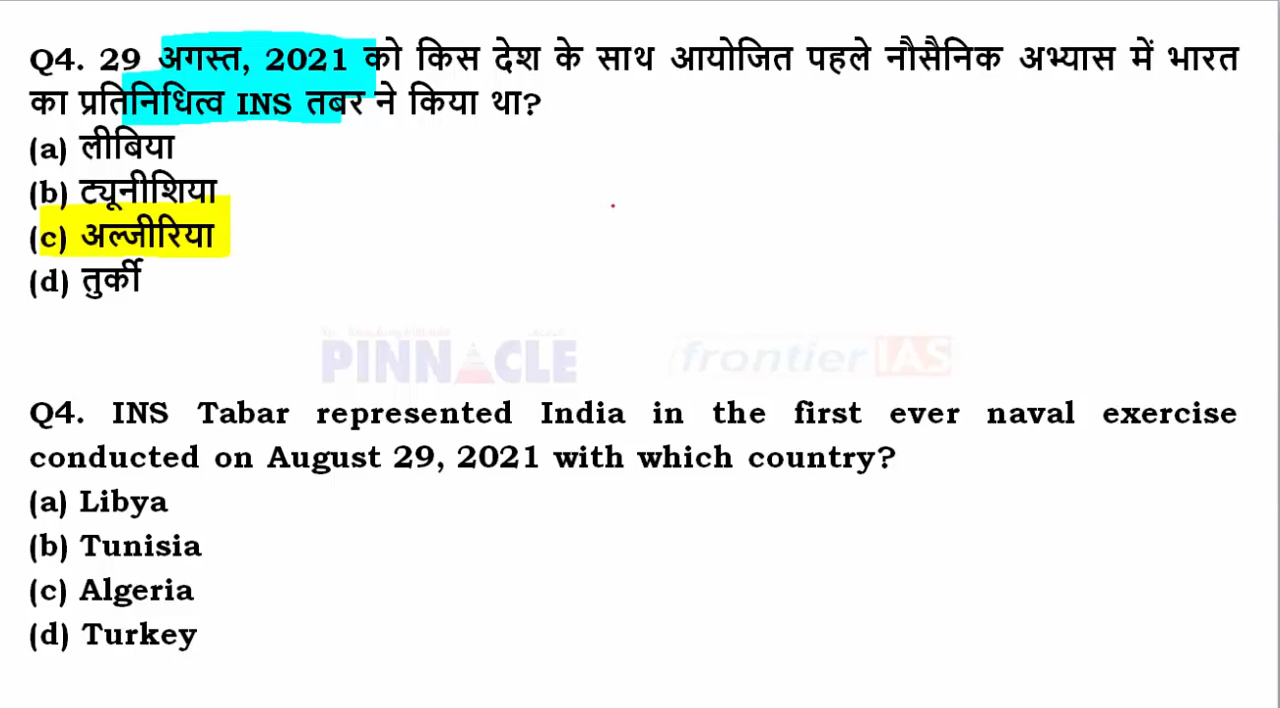 Q4. 29 अगस्त, 2021 को किस देश के साथ आयोजित पहले नौसैनिक अभ्यास में भारत
का प्रतिनिधित्व INS तबर ने किया था?
(a) लीबिया
(b) ट्यूनीशिया
(c) अल्जीरिया
(d) तुर्की
PINNACLE frontier IAS
Q4. INS Tabar represented India in the first ever naval exercise
conducted on August 29, 2021 with which country?
(a) Libya
(b) Tunisia
(c) Algeria
(d) Turkey